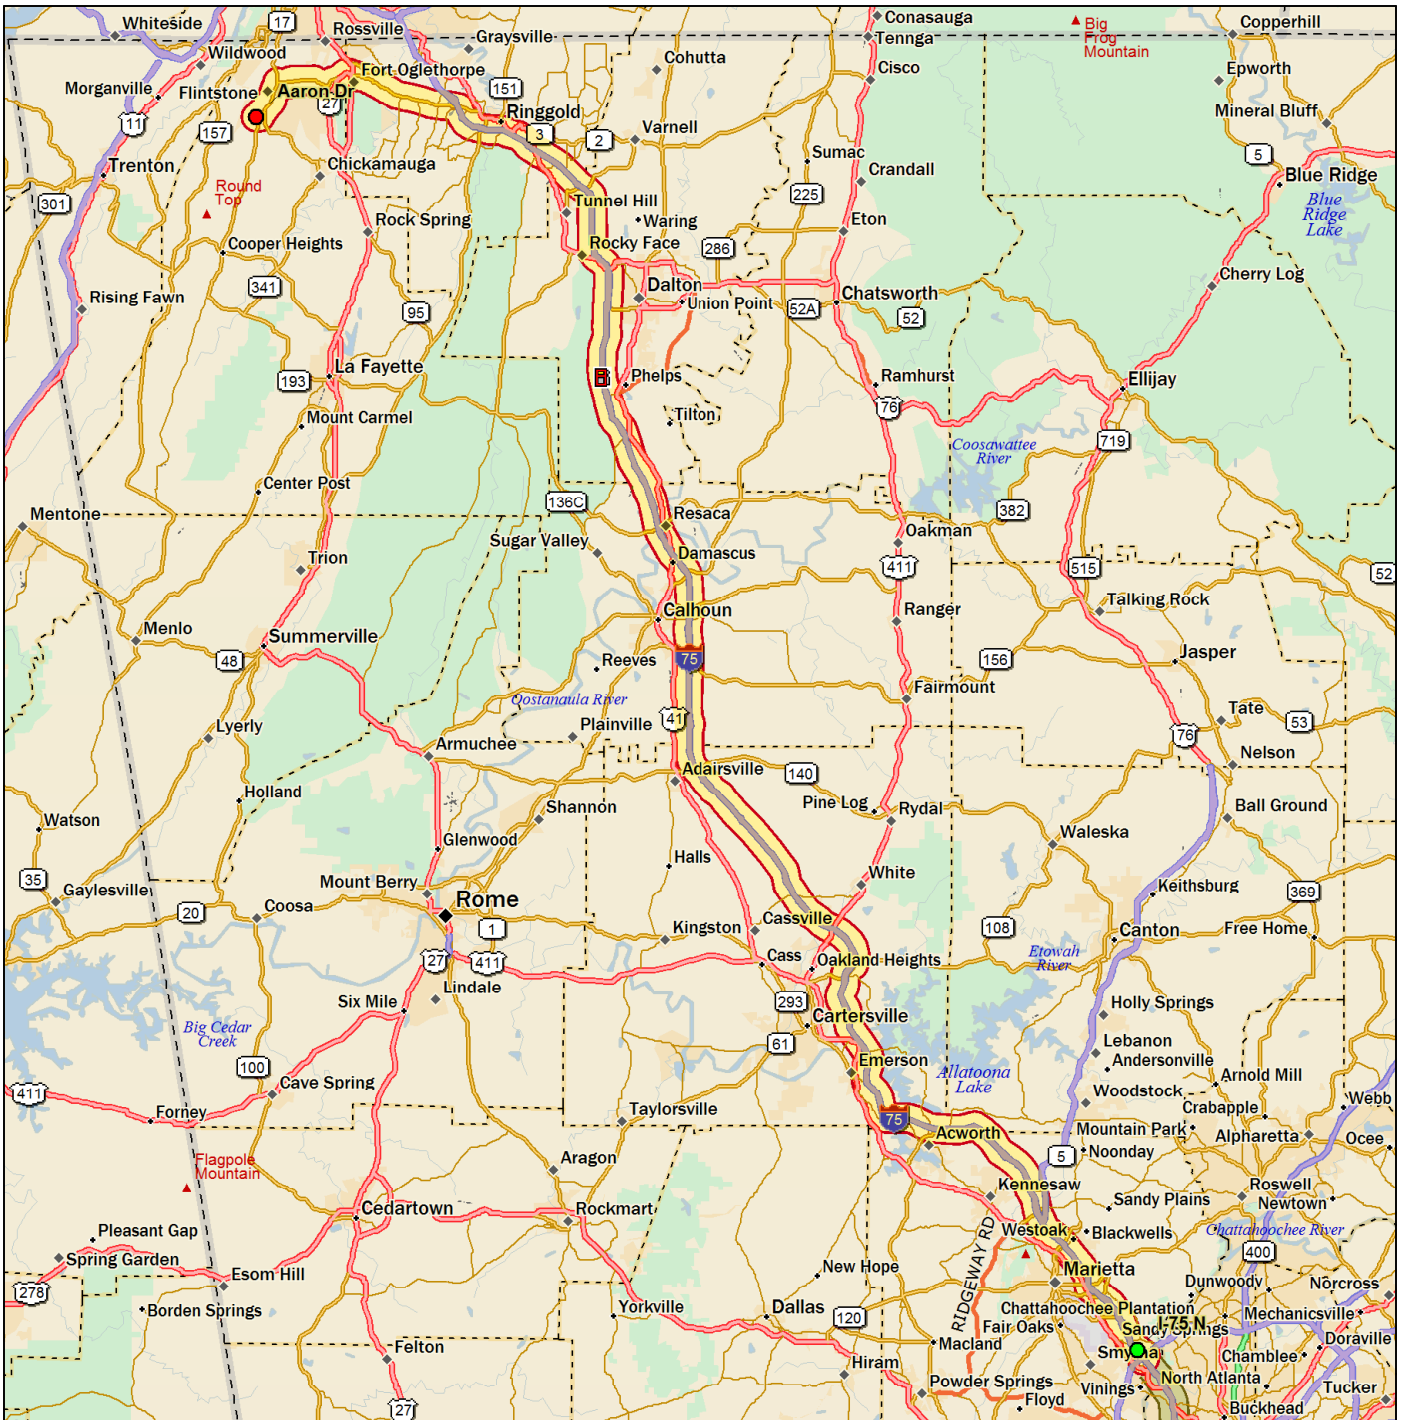 Whiteside
17
Rossville
Graysville
Conasauga
Tennga
Big
Frog
Mountain
Copperhill
Wildwood
Cohutta
Cisco
Epworth
Morganville
Flintstone
Aaron Dr
Fort Oglethorpe
27
151
Ringgold
3
2
Varnell
Mineral Bluff
11
157
Trenton
Chickamauga
Sumac
Crandall
5
Blue Ridge
Round
Top
301
Tunnel Hill
Waring
225
Blue
Ridge
Lake
Rock Spring
Eton
Cooper Heights
Rocky Face
286
341
Dalton
Union Point
Chatsworth
Cherry Log
Rising Fawn
95
52A
52
La Fayette
193
Phelps
Ramhurst
Ellijay
Mount Carmel
Tilton
76
Coosawattee
River
719
Center Post
136C
382
Mentone
Resaca
Oakman
Sugar Valley
Damascus
Trion
411
515
52
Calhoun
Ranger
Talking Rock
Menlo
Summerville
48
Reeves
75
156
Jasper
Oostanaula River
Fairmount
Lyerly
Plainville
41
Tate
53
76
Armuchee
Nelson
Adairsville
140
Holland
Shannon
Pine Log
Rydal
Ball Ground
Watson
Glenwood
Waleska
Halls
35
Gaylesville
Mount Berry
Rome
White
Keithsburg
369
20
Coosa
1
Kingston
Cassville
108
Canton
Free Home
27
411
Cass
Oakland Heights
Etowah
River
Lindale
Six Mile
293
Cartersville
Holly Springs
Big Cedar
Creek
61
Lebanon
100
Emerson
Andersonville
Allatoona
Lake
Arnold Mill
411
Cave Spring
Woodstock
Webb
Forney
Taylorsville
75
Crabapple
Acworth
Mountain Park
Alpharetta
Ocee
Flagpole
Mountain
Aragon
5
Noonday
Kennesaw
Roswell
Sandy Plains
Newtown
Cedartown
Rockmart
RIDGEWAY RD
Westoak
Blackwells
Chattahoochee River
Pleasant Gap
Spring Garden
400
Esom Hill
New Hope
Marietta
Dunwoody
Norcross
278
Borden Springs
Yorkville
Dallas
120
Chattahoochee Plantation
Mechanicsville
I-75 N
Fair Oaks
Sandy Springs
Macland
Doraville
Felton
Smyrna
Chamblee
Hiram
Powder Springs
Vinings
North Atlanta
Tucker
27
Floyd
Buckhead